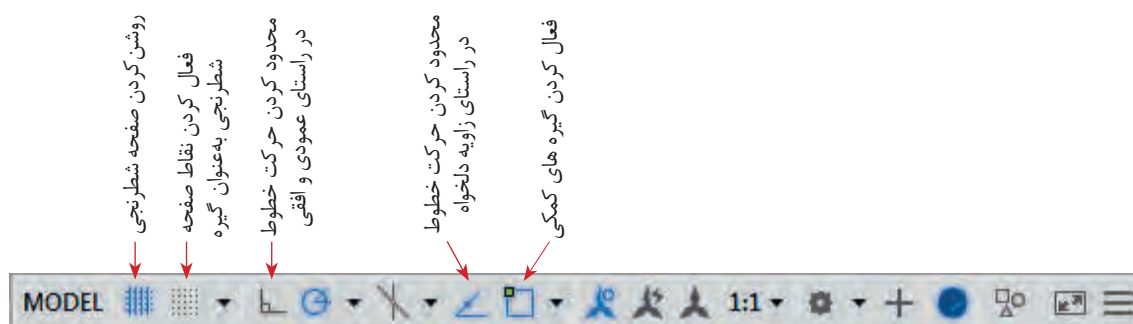 روشن کردن صفحه شطرنجی
فعال کردن نقاط صفحه
شطرنجی به‌عنوان گیره
محدود کردن حرکت خطوط
در راستای عمودی و افقی
محدود کردن حرکت خطوط
در راستای زاویه دلخواه
فعال کردن گیره های کمکی
MODEL
1:1